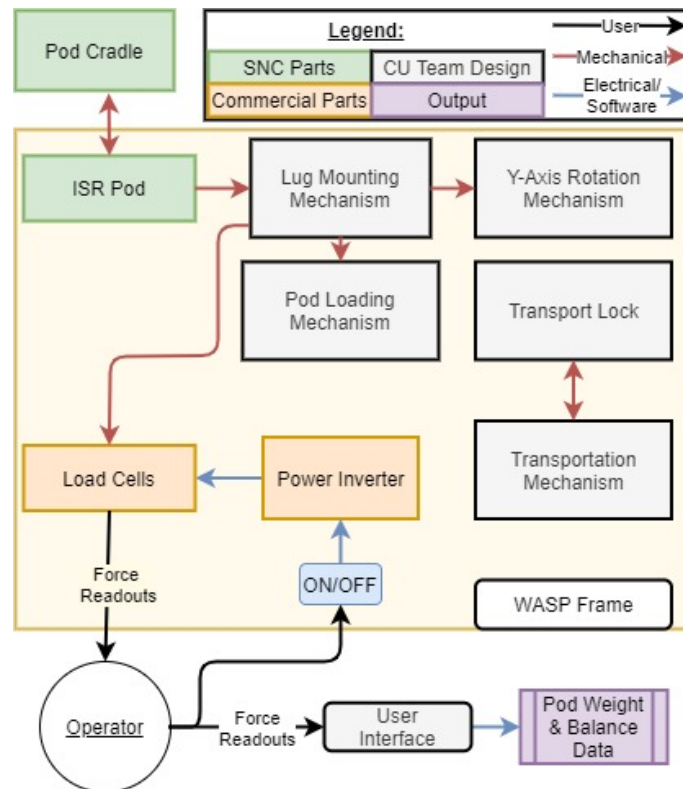 Pod Cradle
Legend:
SNC Parts
CU Team Design
Commercial Parts
Output
User
Mechanical
Electrical/
Software
ISR Pod
Lug Mounting
Mechanism
Y-Axis Rotation
Mechanism
Pod Loading
Mechanism
Transport Lock
Load Cells
Power Inverter
Transportation
Mechanism
Force
Readouts
ON/OFF
WASP Frame
Operator
Force
Readouts
User
Interface
Pod Weight
& Balance
Data